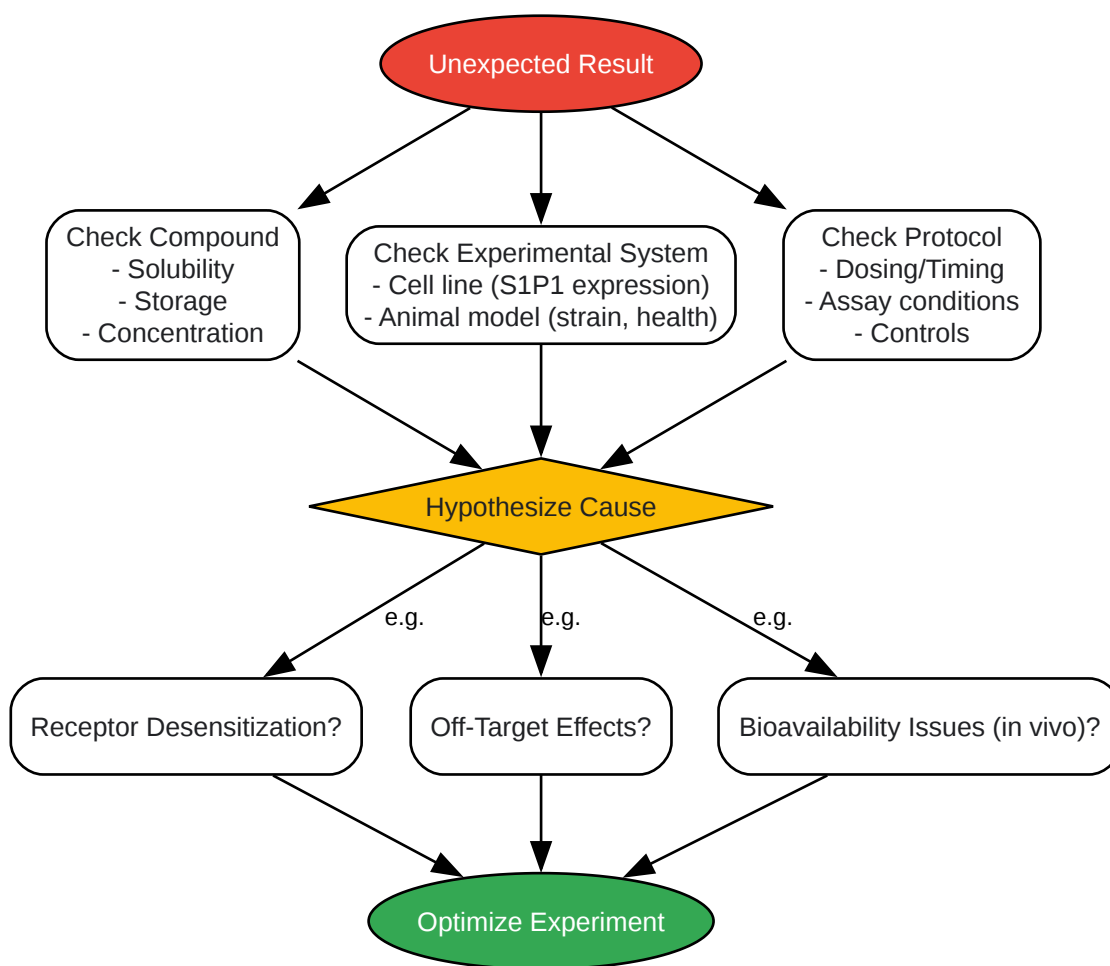 Unexpected Result
Check Compound
- Solubility
- Storage
- Concentration
Check Experimental System
- Cell line (S1P1 expression)
- Animal model (strain, health)
Check Protocol
- Dosing/Timing
- Assay conditions
- Controls
Hypothesize Cause
e.g.
e.g.
e.g.
Receptor Desensitization?
Off-Target Effects?
Bioavailability Issues (in vivo)?
Optimize Experiment